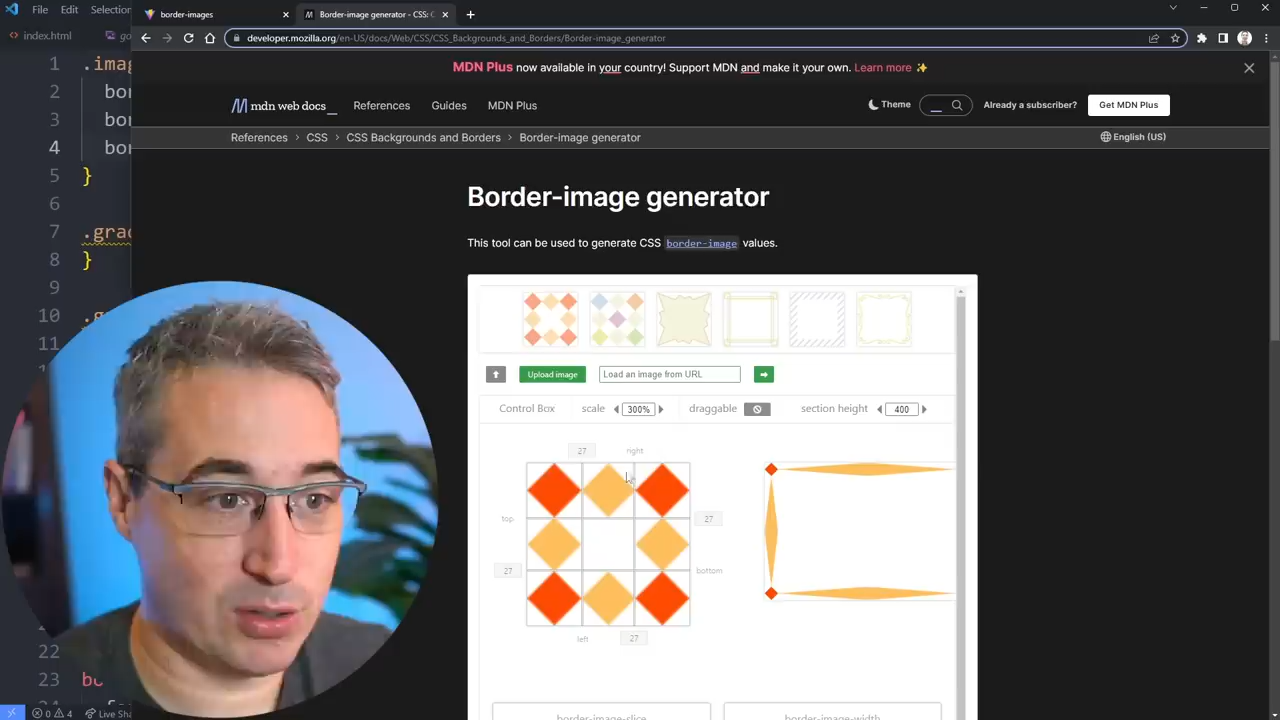 File Edit Selection
border-images
Border-image generator - CSS: C
index.html
go
developer.mozilla.org/en-US/docs/Web/CSS/CSS_Backgrounds_and_Borders/Border-image_generator
MDN Plus now available in your country! Support MDN and make it your own. Learn more ✨
mdn web docs_
References
Guides
MDN Plus
Theme
Already a subscriber?
Get MDN Plus
References > CSS > CSS Backgrounds and Borders > Border-image generator
English (US)
1 .imag
2 bor
3 bor
4 bor
5 }
6
7 .grad
8 }
9
10 .g
11
22
23 bo
24
0 4 Live Sha
Border-image generator
This tool can be used to generate CSS border-image values.
Upload image
Load an image from URL
Control Box
scale 300%
draggable
section height 400
27 right
top
27
27
bottom
left 27
border-image-slice
border-image-width